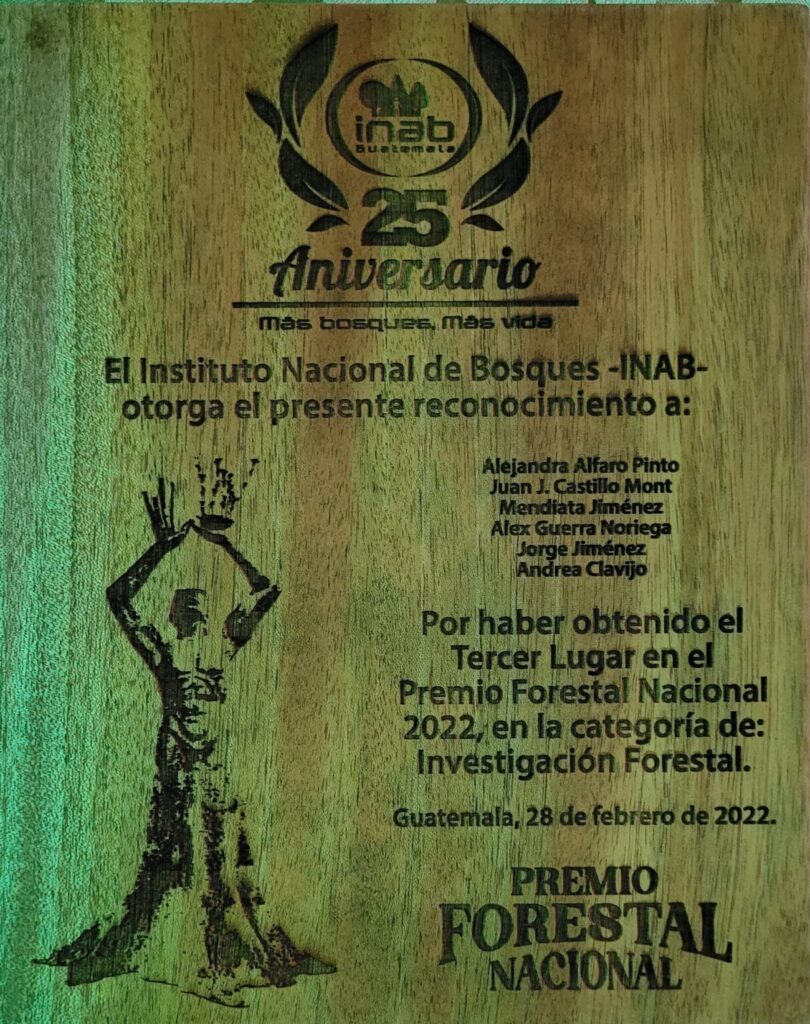 inab
Guatemala
25
Aniversario
Más bosques, Más vida
El Instituto Nacional de Bosques -INAB-
otorga el presente reconocimiento a:
Alejandra Alfaro Pinto
Juan J. Castillo Mont
Mendiata Jiménez
Alex Guerra Noriega
Jorge Jiménez
Andrea Clavijo
Por haber obtenido el
Tercer Lugar en el
Premio Forestal Nacional
2022, en la categoría de:
Investigación Forestal.
Guatemala, 28 de febrero de 2022.
PREMIO
FORESTAL
NACIONAL